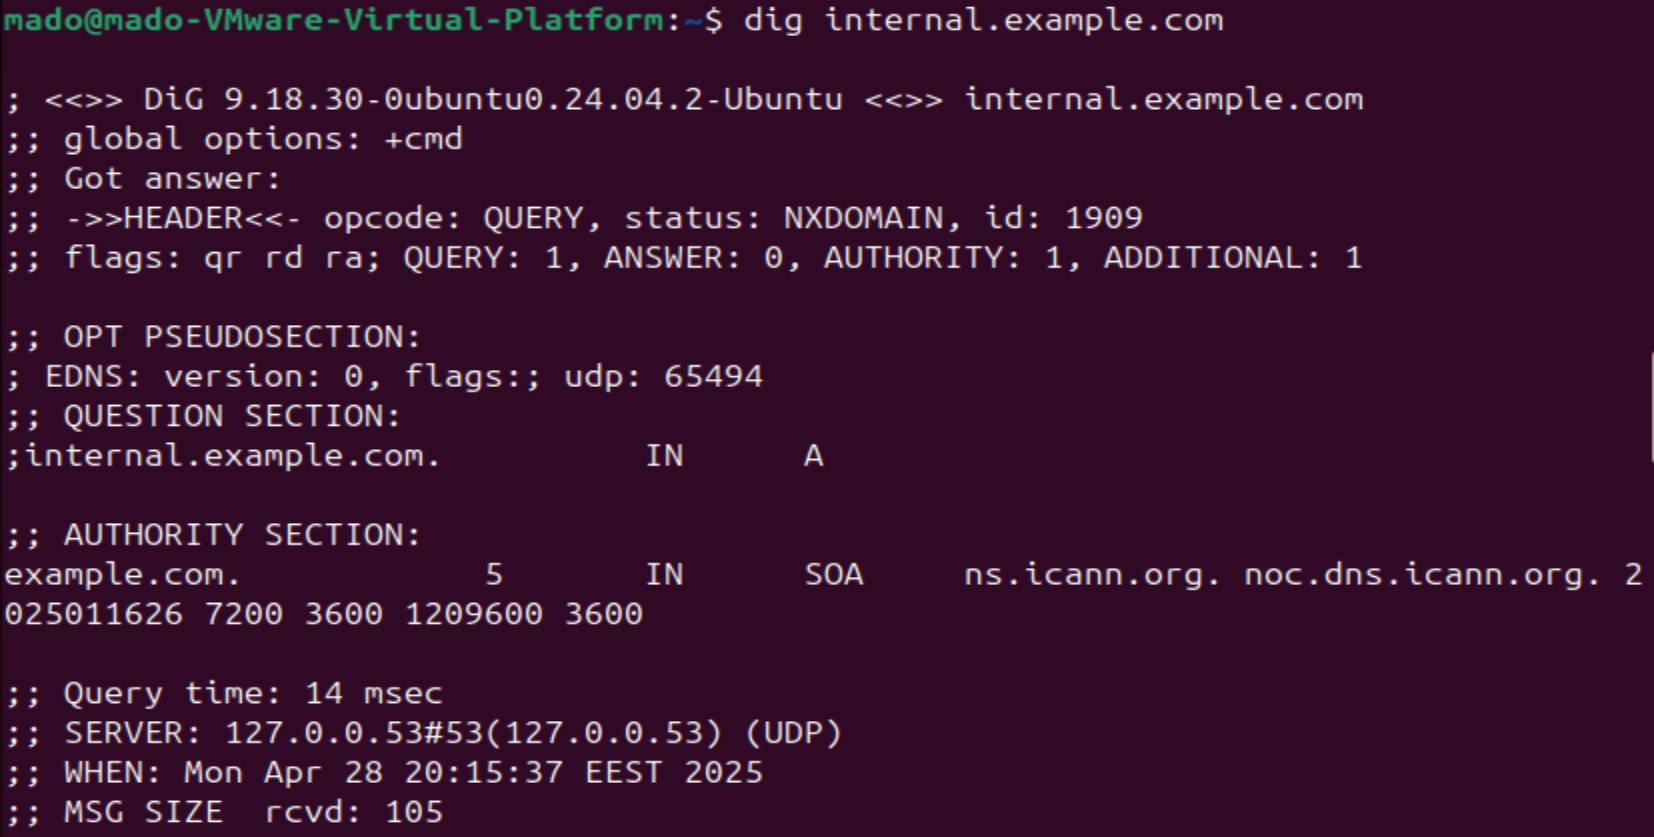 mado@mado-VMware-Virtual-Platform:~$ dig internal.example.com
; <<>> DiG 9.18.30-0ubuntu0.24.04.2-Ubuntu <<>> internal.example.com
;; global options: +cmd
;; Got answer:
;; ->>HEADER<<- opcode: QUERY, status: NXDOMAIN, id: 1909
;; flags: qr rd ra; QUERY: 1, ANSWER: 0, AUTHORITY: 1, ADDITIONAL: 1
;; OPT PSEUDOSECTION:
; EDNS: version: 0, flags:; udp: 65494
;; QUESTION SECTION:
;internal.example.com. IN A
;; AUTHORITY SECTION:
example.com. 5 IN SOA ns.icann.org. noc.dns.icann.org. 2
025011626 7200 3600 1209600 3600
;; Query time: 14 msec
;; SERVER: 127.0.0.53#53(127.0.0.53) (UDP)
;; WHEN: Mon Apr 28 20:15:37 EEST 2025
;; MSG SIZE  rcvd: 105